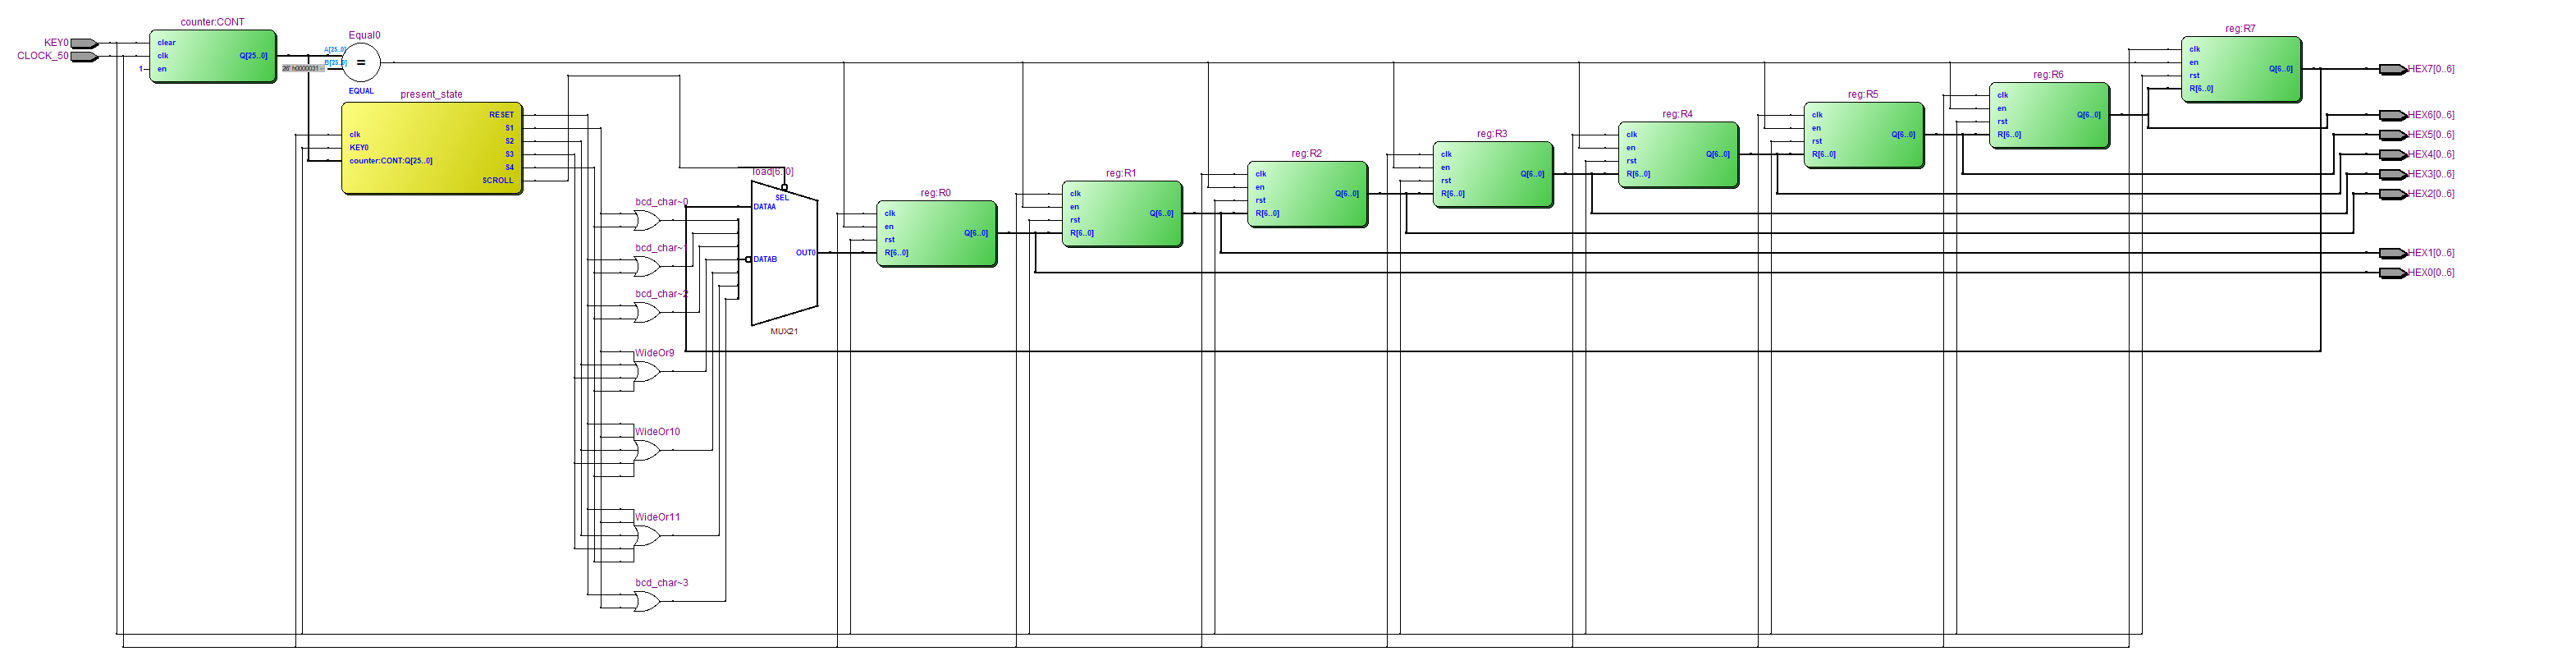 KEY0
CLOCK_50
counter:CONT
clear
clk
en
Q[25..0]
1
Equal0
A[25..0]
B[25..0]
=
EQUAL
present_state
clk
KEY0
counter:CONT:Q[25..0]
RESET
S1
S2
S3
S4
SCROLL
bcd_char~0
bcd_char~1
bcd_char~2
WideOr9
WideOr10
WideOr11
bcd_char~3
load[6..0]
SEL
DATAA
DATAB
OUT0
MUX21
reg:R0
clk
en
rst
R[6..0]
Q[6..0]
reg:R1
clk
en
rst
R[6..0]
Q[6..0]
reg:R2
clk
en
rst
R[6..0]
Q[6..0]
reg:R3
clk
en
rst
R[6..0]
Q[6..0]
reg:R4
clk
en
rst
R[6..0]
Q[6..0]
reg:R5
clk
en
rst
R[6..0]
Q[6..0]
reg:R6
clk
en
rst
R[6..0]
Q[6..0]
reg:R7
clk
en
rst
R[6..0]
Q[6..0]
HEX7[0..6]
HEX6[0..6]
HEX5[0..6]
HEX4[0..6]
HEX3[0..6]
HEX2[0..6]
HEX1[0..6]
HEX0[0..6]